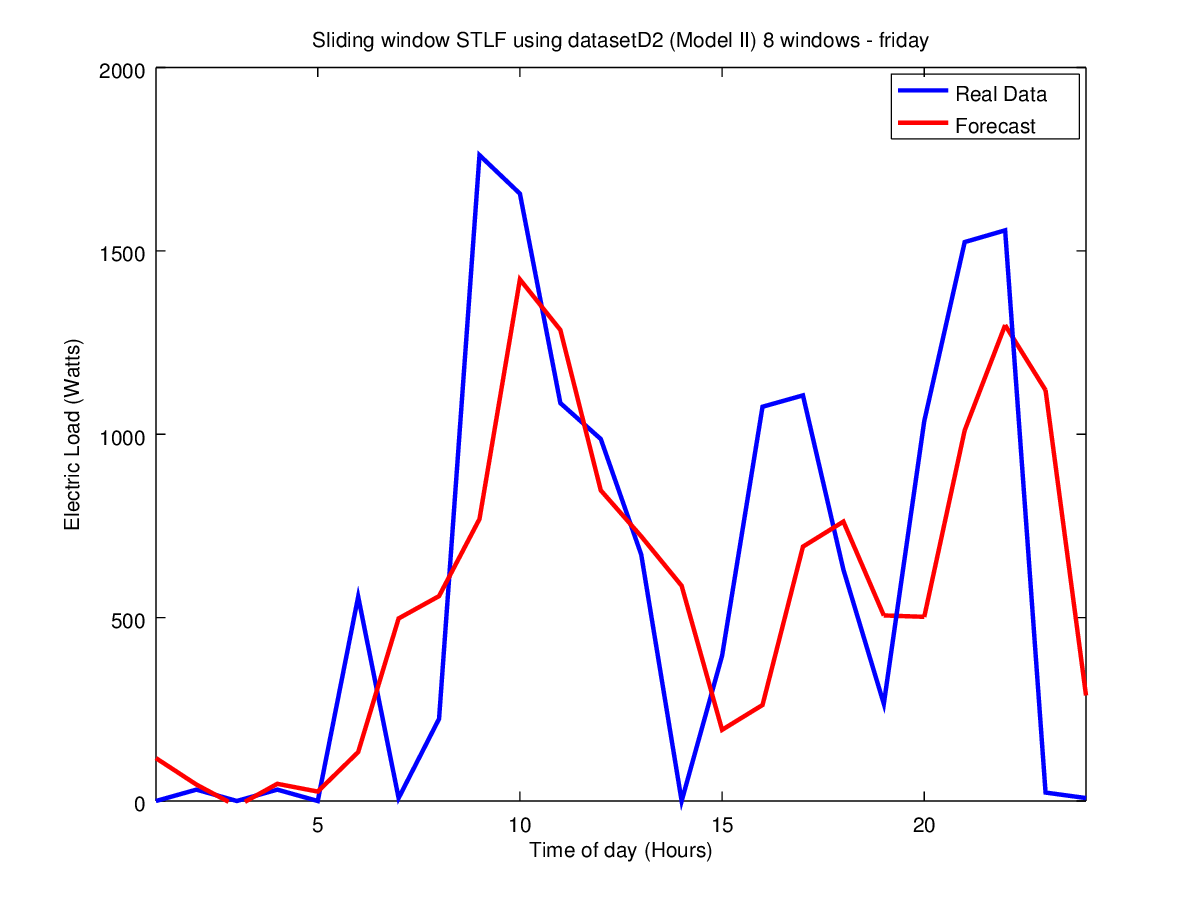 Sliding window STLF using datasetD2 (Model II) 8 windows - friday
2000
Real Data
Forecast
1500
1000
500
0
5
10
15
20
Electric Load (Watts)
Time of day (Hours)